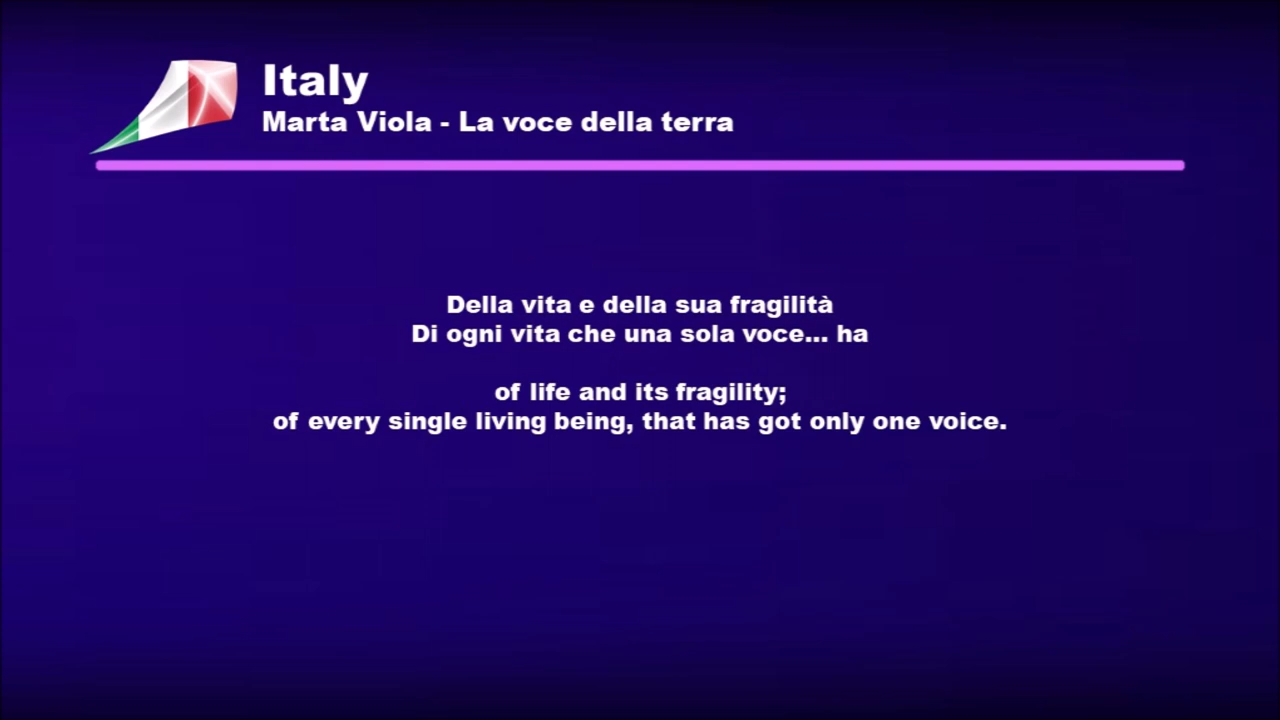 Italy
Marta Viola - La voce della terra
Della vita e della sua fragilità
Di ogni vita che una sola voce... ha
of life and its fragility;
of every single living being, that has got only one voice.